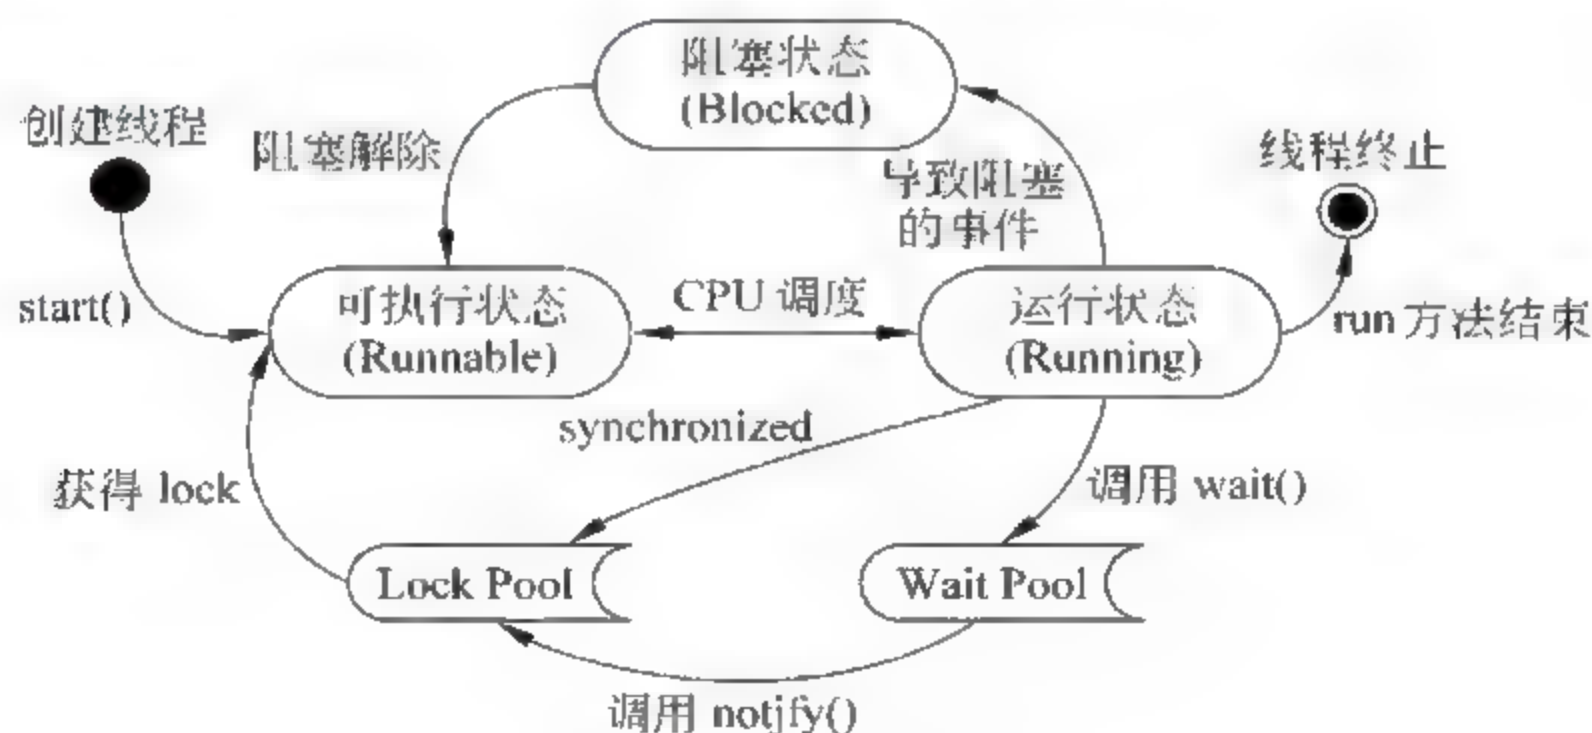 阻塞状态
(Blocked)
创建线程
阻塞解除
导致阻塞
的事件
线程终止
start()
可执行状态
(Runnable)
CPU 调度
运行状态
(Running)
run 方法结束
synchronized
获得 lock
调用 wait()
Lock Pool
Wait Pool
调用 notify()